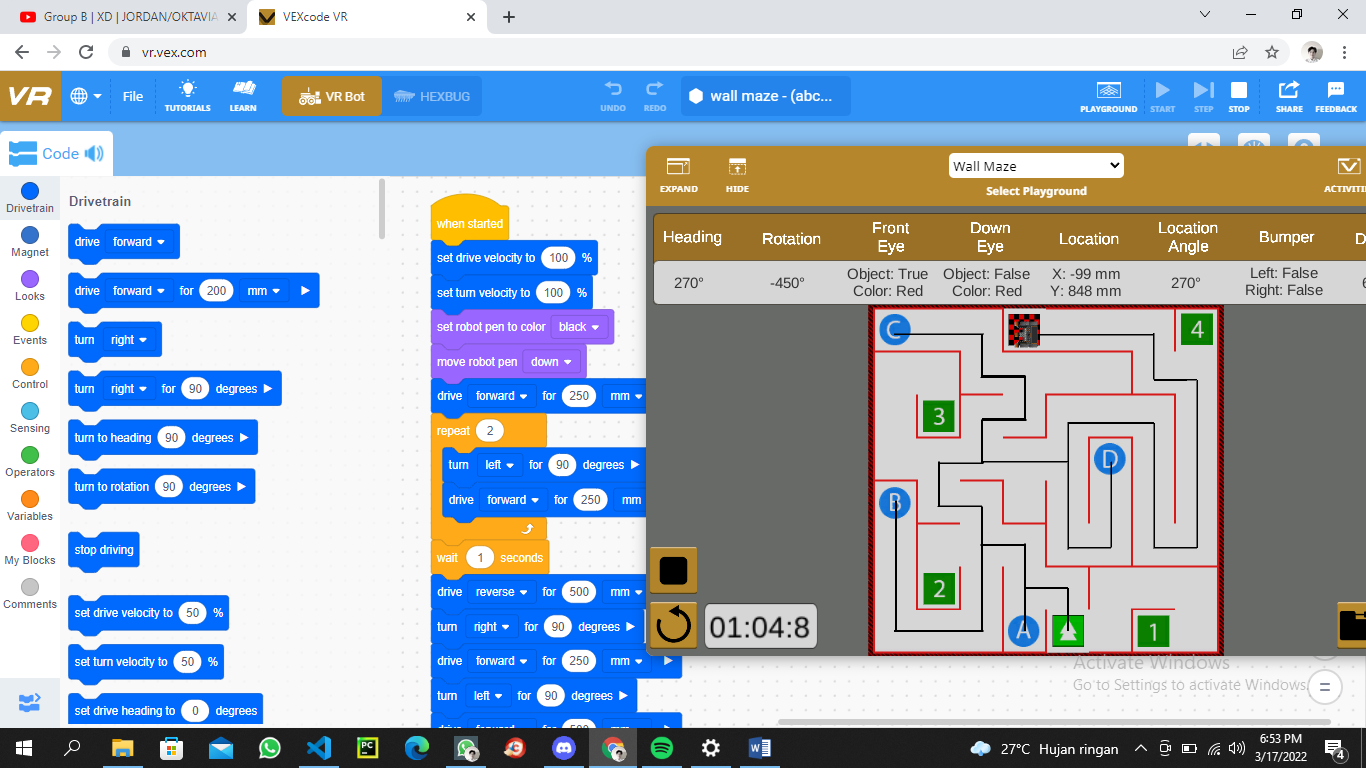 Group B | XD | JORDAN/OKTAVIA
VEXcode VR
vr.vex.com
VR
File
TUTORIALS
LEARN
VR Bot
HEXBUG
UNDO
REDO
wall maze - (abc...
PLAYGROUND
START
STEP
STOP
SHARE
FEEDBACK
Code
Drivetrain
Magnet
Looks
Events
Control
Sensing
Operators
Variables
My Blocks
Comments
Drivetrain
drive forward
drive forward for 200 mm
turn right
turn right for 90 degrees
turn to heading 90 degrees
turn to rotation 90 degrees
stop driving
set drive velocity to 50 %
set turn velocity to 50 %
set drive heading to 0 degrees
when started
set drive velocity to 100 %
set turn velocity to 100 %
set robot pen to color black
move robot pen down
drive forward for 250 mm
repeat 2
turn left for 90 degrees
drive forward for 250 mm
wait 1 seconds
drive reverse for 500 mm
turn right for 90 degrees
drive forward for 250 mm
turn left for 90 degrees
drive forward for 500 mm
EXPAND
HIDE
Wall Maze
Select Playground
ACTIVITI
Heading
Rotation
Front Eye
Down Eye
Location
Location Angle
Bumper
D
270°
-450°
Object: True
Color: Red
Object: False
Color: Red
X: -99 mm
Y: 848 mm
270°
Left: False
Right: False
6
C
4
3
D
B
2
A
1
01:04:8
Activate Windows
Go to Settings to activate Windows.
PC
27°C Hujan ringan
6:53 PM
3/17/2022
4